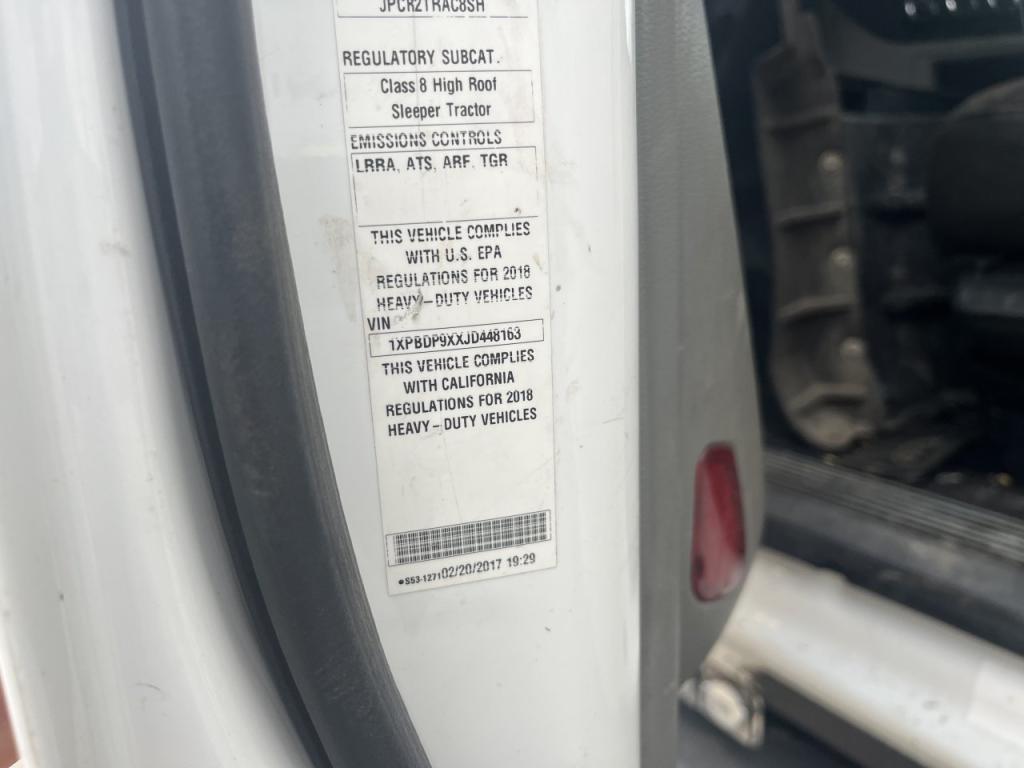 JPCR2TRAC8SH
REGULATORY SUBCAT.
Class 8 High Roof
Sleeper Tractor
EMISSIONS CONTROLS
LRRA, ATS, ARF, TGR
THIS VEHICLE COMPLIES
WITH U.S. EPA
REGULATIONS FOR 2018
HEAVY-DUTY VEHICLES
VIN
1XPBDP9XXJD448163
THIS VEHICLE COMPLIES
WITH CALIFORNIA
REGULATIONS FOR 2018
HEAVY-DUTY VEHICLES
•S53-1271 02/20/2017 19:29